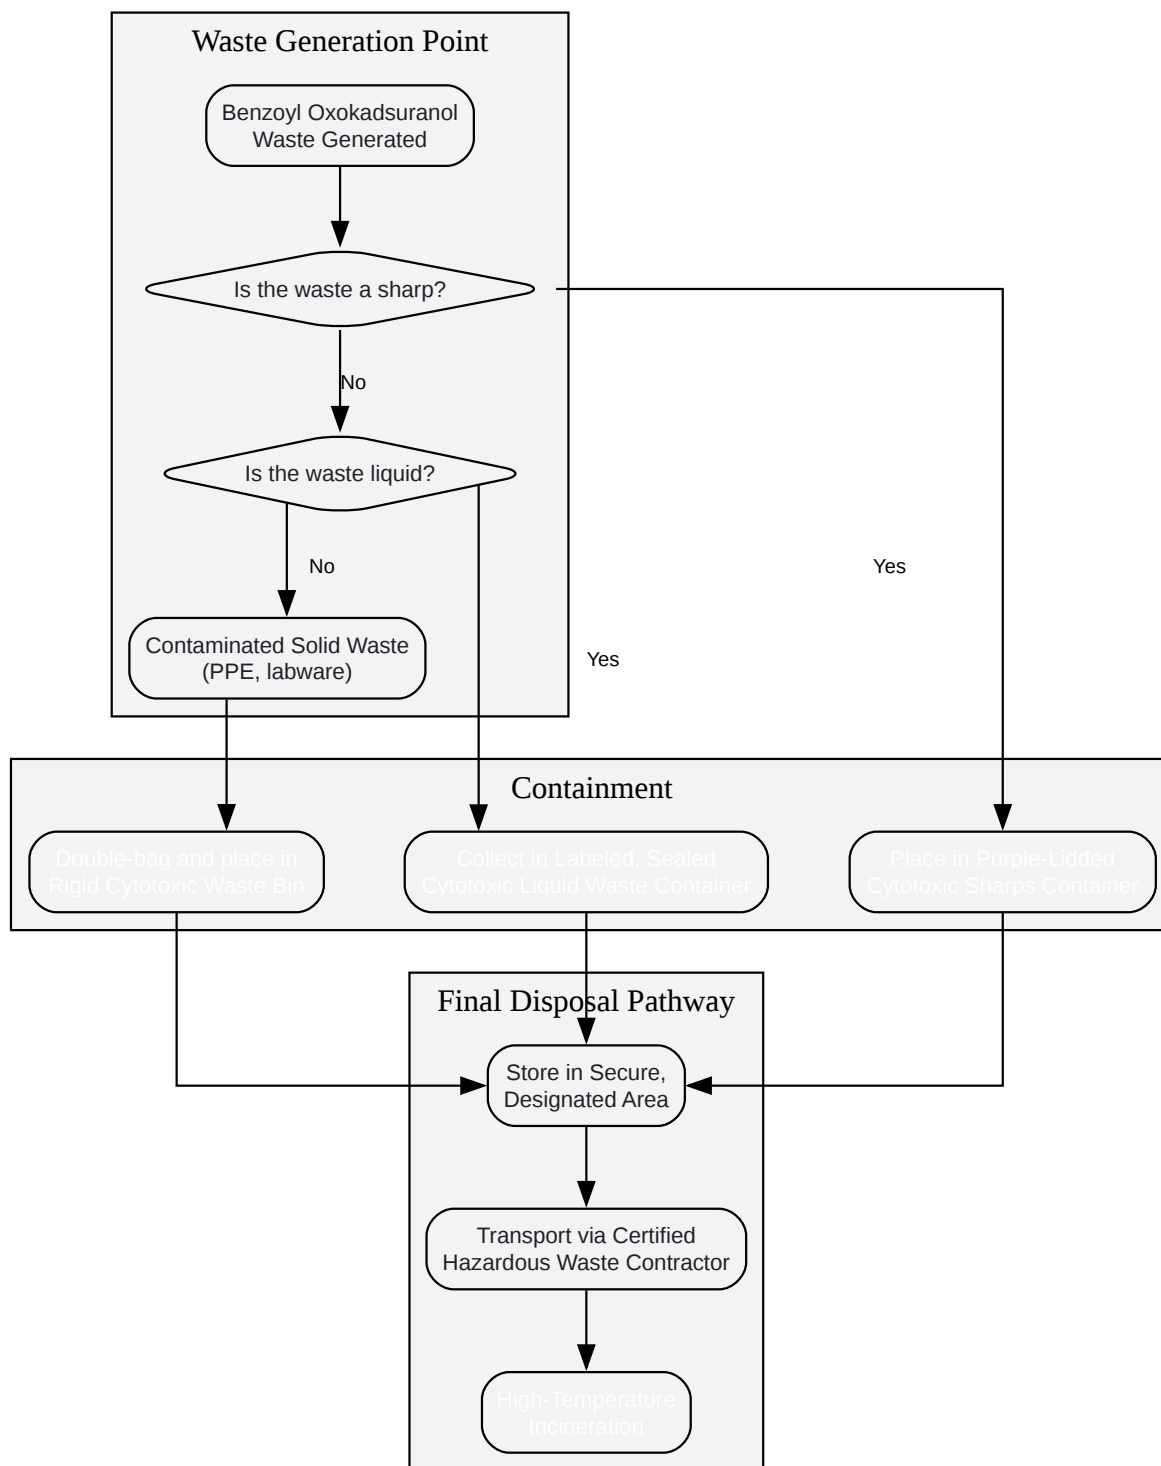 Waste Generation Point
Benzoyl Oxokadsuranol
Waste Generated
Is the waste a sharp?
No
Is the waste liquid?
No
Yes
Contaminated Solid Waste
(PPE, labware)
Yes
Containment
Double-bag and place in
Rigid Cytotoxic Waste Bin
Collect in Labeled, Sealed
Cytotoxic Liquid Waste Container
Place in Purple-Lidded
Cytotoxic Sharps Container
Final Disposal Pathway
Store in Secure,
Designated Area
Transport via Certified
Hazardous Waste Contractor
High-Temperature
Incineration